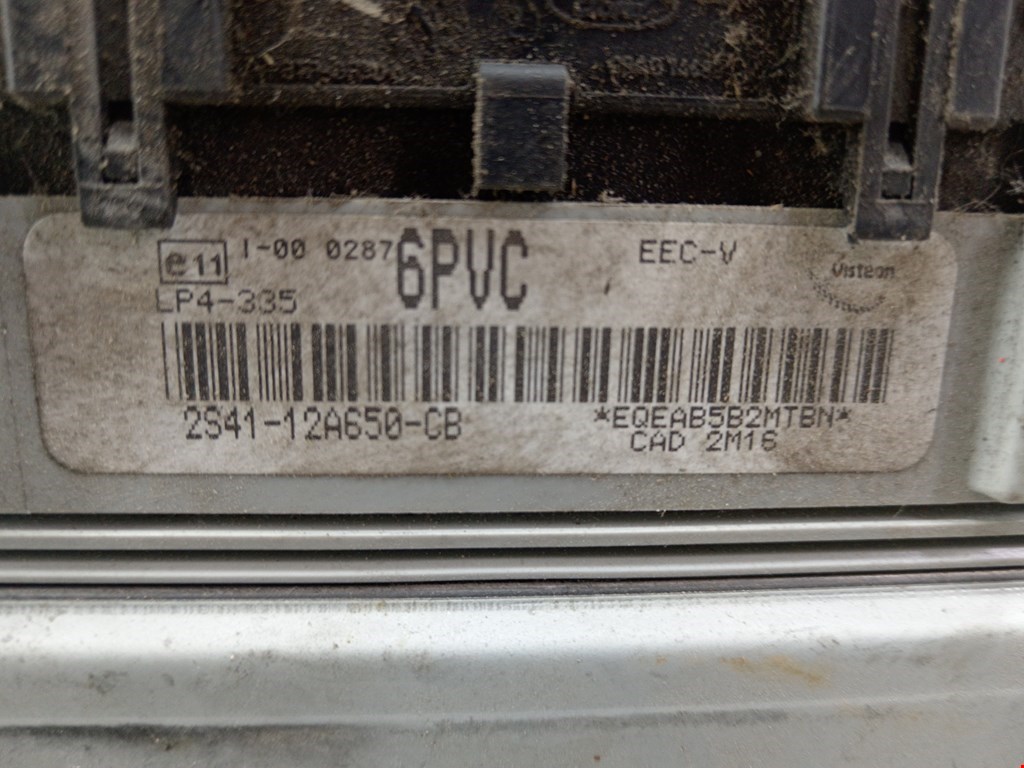 e11 I-00 0287 6PVC EEC-V Visteon
LP4-335
2S41-12A650-CB *EQEAB5B2MTBN*
CAD 2M16